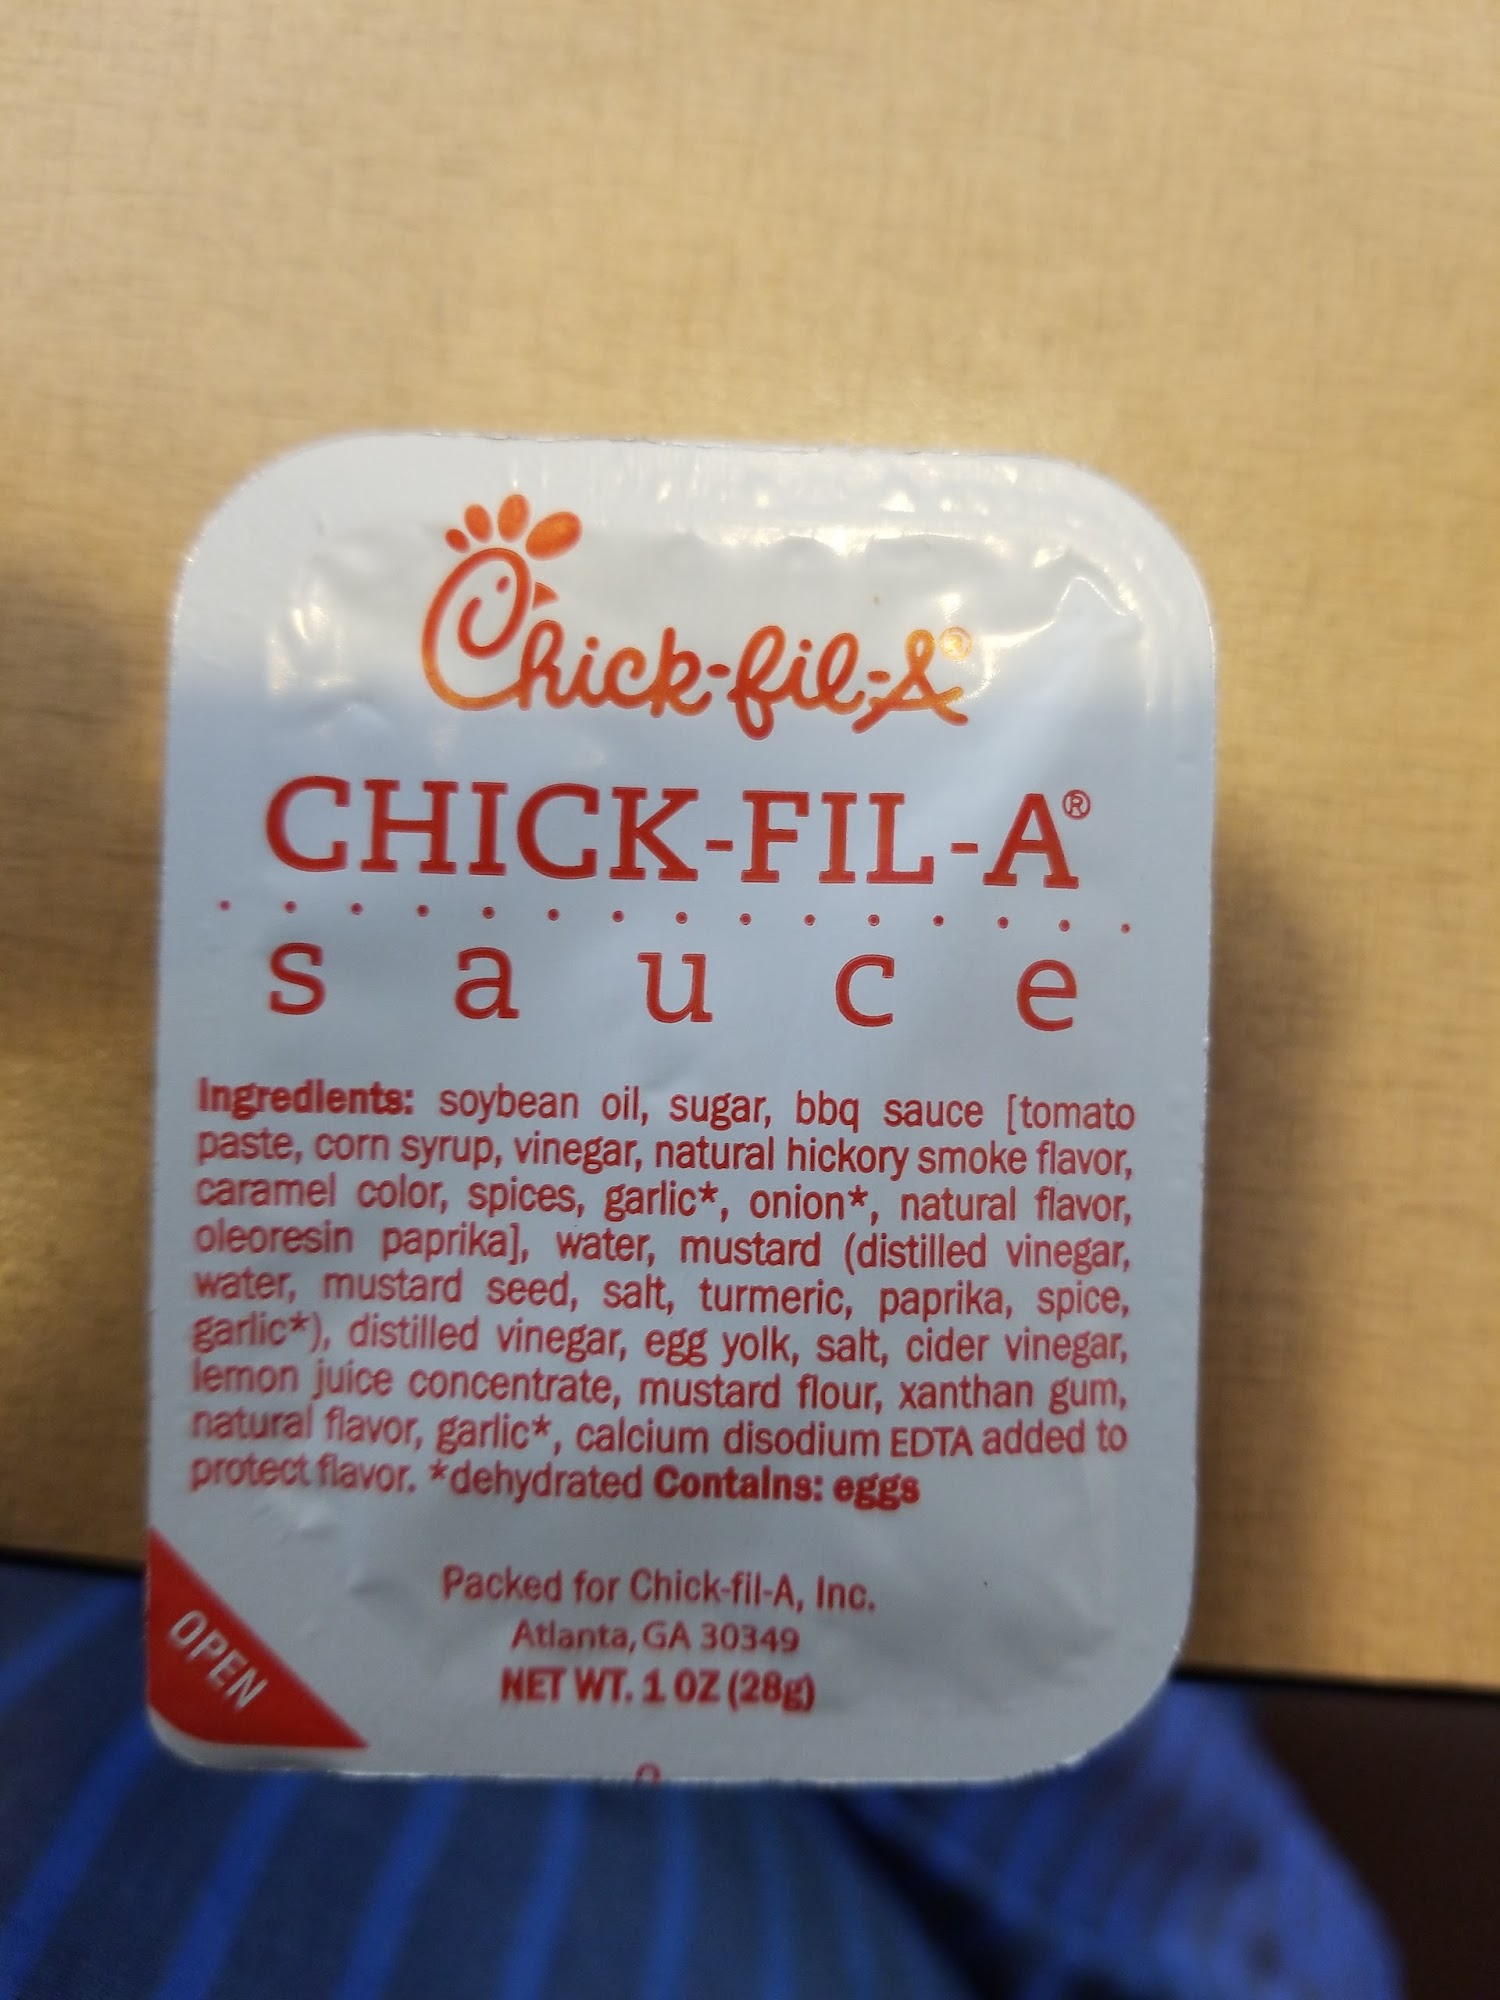 Chick-fil-A®
CHICK-FIL-A®
sauce
Ingredients: soybean oil, sugar, bbq sauce [tomato
paste, corn syrup, vinegar, natural hickory smoke flavor,
caramel color, spices, garlic*, onion*, natural flavor,
oleoresin paprika], water, mustard (distilled vinegar,
water, mustard seed, salt, turmeric, paprika, spice,
garlic*), distilled vinegar, egg yolk, salt, cider vinegar,
lemon juice concentrate, mustard flour, xanthan gum,
natural flavor, garlic*, calcium disodium EDTA added to
protect flavor. *dehydrated Contains: eggs
Packed for Chick-fil-A, Inc.
Atlanta, GA 30349
NET WT. 1 OZ (28g)
OPEN